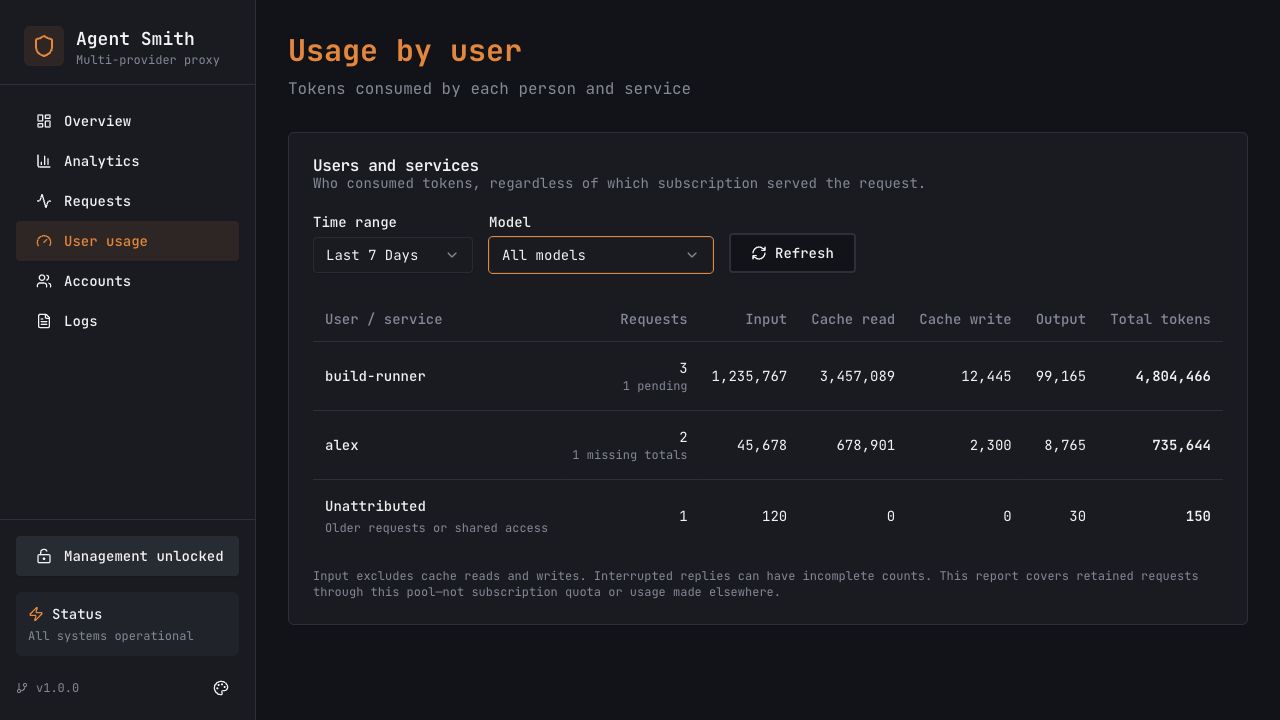 Agent Smith
Multi-provider proxy
Overview
Analytics
Requests
User usage
Accounts
Logs
Management unlocked
Status
All systems operational
v1.0.0
Usage by user
Tokens consumed by each person and service
Users and services
Who consumed tokens, regardless of which subscription served the request.
Time range Model
Last 7 Days All models Refresh
User / service Requests Input Cache read Cache write Output Total tokens
build-runner 3 1,235,767 3,457,089 12,445 99,165 4,804,466
1 pending
alex 2 45,678 678,901 2,300 8,765 735,644
1 missing totals
Unattributed 1 120 0 0 30 150
Older requests or shared access
Input excludes cache reads and writes. Interrupted replies can have incomplete counts. This report covers retained requests
through this pool—not subscription quota or usage made elsewhere.